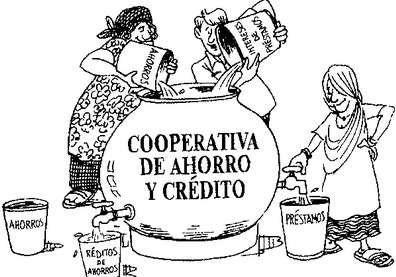 AHORROS
INTERESES
DE
PRÉSTAMOS
COOPERATIVA
DE AHORRO
Y CRÉDITO
AHORROS
RÉDITOS
DE
AHORROS
PRÉSTAMOS